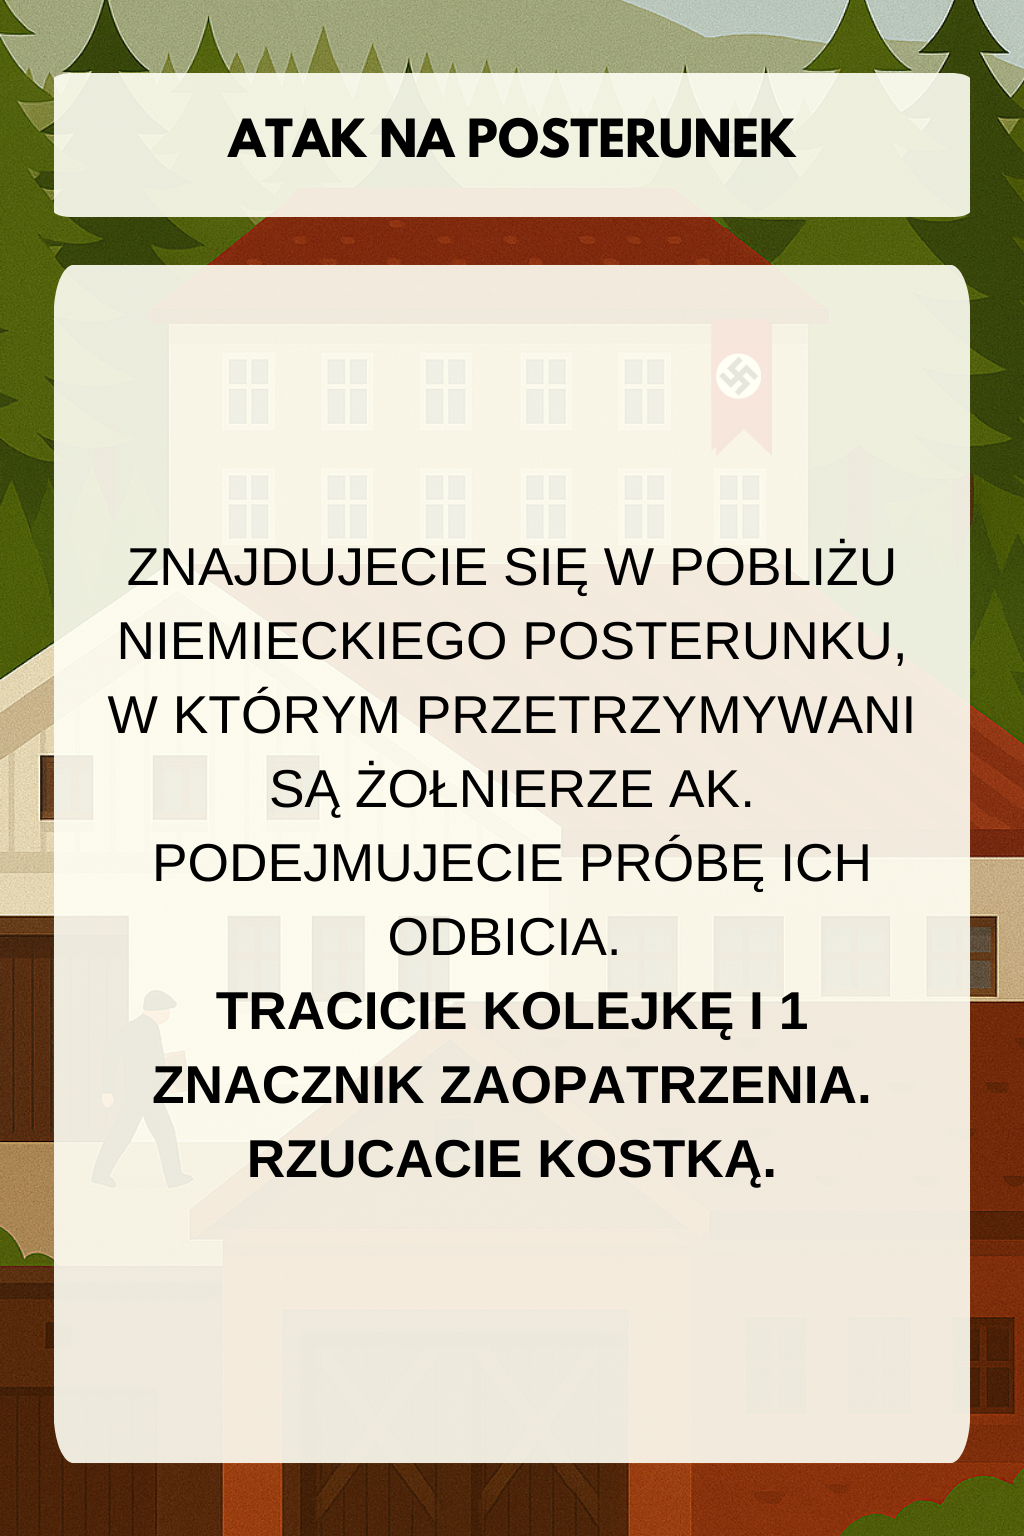 ATAK NA POSTERUNEK
ZNAJDUJECIE SIĘ W POBLIŻU
NIEMIECKIEGO POSTERUNKU,
W KTÓRYM PRZETRZYMYWANI
SĄ ŻOŁNIERZE AK.
PODEJMUJECIE PRÓBĘ ICH
ODBICIA.
TRACICIE KOLEJKĘ I 1
ZNACZNIK ZAOPATRZENIA.
RZUCACIE KOSTKĄ.